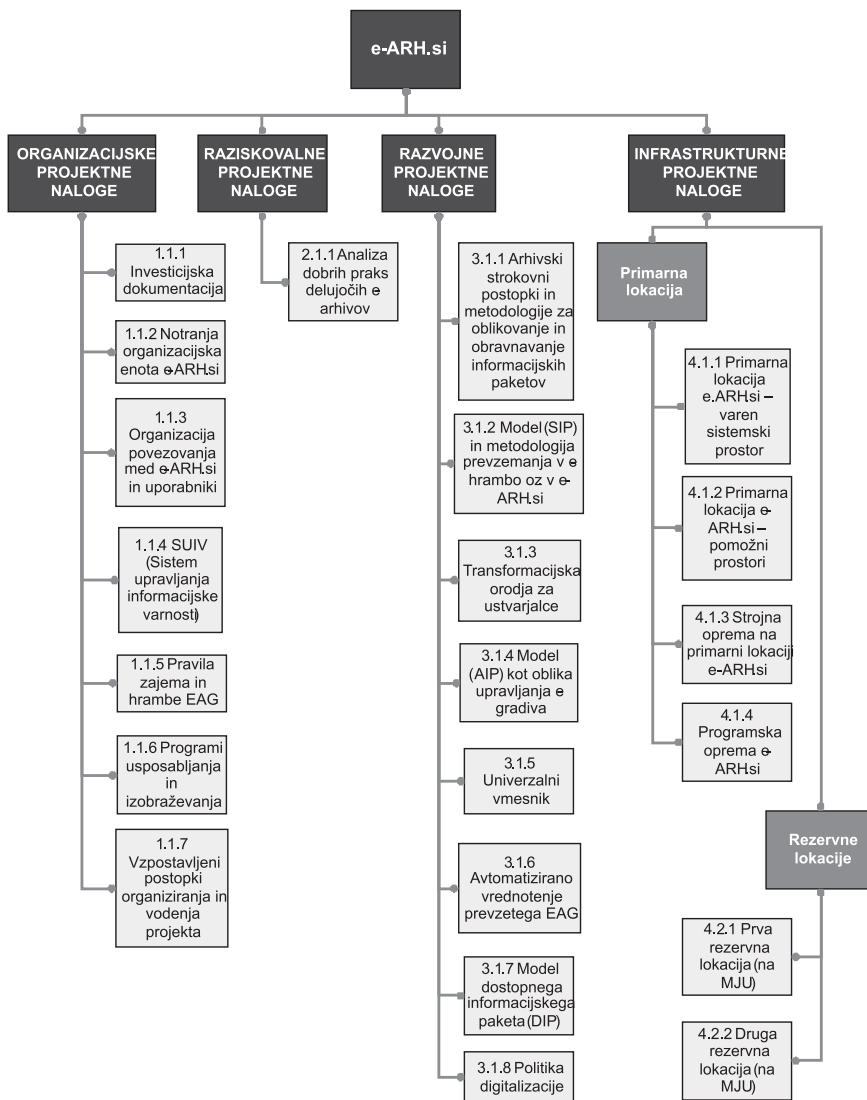 e-ARH.si
ORGANIZACIJSKE
PROJEKTNE
NALOGE
1.1.1
Investicijska
dokumentacija
1.1.2 Notranja
organizacijska
enota e-ARH.si
1.1.3
Organizacija
povezovanja
med e-ARH.si
in uporabniki
1.1.4 SUIV
(Sistem
upravljanja
informacijske
varnosti)
1.1.5 Pravila
zajema in
hrambe EAG
1.1.6 Programi
usposabljanja
in
izobraževanja
1.1.7
Vzpostavljeni
postopki
organiziranja in
vodenja
projekta
RAZISKOVALNE
PROJEKTNE
NALOGE
2.1.1 Analiza
dobrih praks
delujočih e
arhivov
RAZVOJNE
PROJEKTNE
NALOGE
3.1.1 Arhivski
strokovni
postopki in
metodologije za
oblikovanje in
obravnavanje
informacijskih
paketov
3.1.2 Model (SIP)
in metodologija
prevzemanja v e
hrambo oz v e-
ARH.si
3.1.3
Transformacijska
orodja za
ustvarjalce
3.1.4 Model
(AIP) kot oblika
upravljanja e
gradiva
3.1.5
Univerzalni
vmesnik
3.1.6
Avtomatizirano
vrednotenje
prevzetega EAG
3.1.7 Model
dostopnega
informacijskega
paketa (DIP)
3.1.8 Politika
digitalizacije
INFRASTRUKTURNE
PROJEKTNE
NALOGE
Primarna
lokacija
4.1.1 Primarna
lokacija
e.ARH.si –
varen
sistemski
prostor
4.1.2 Primarna
lokacija e-
ARH.si –
pomožni
prostori
4.1.3 Strojna
oprema na
primarni lokaciji
e-ARH.si
4.1.4
Programska
oprema e-
ARH.si
Rezervne
lokacije
4.2.1 Prva
rezervna
lokacija (na
MJU)
4.2.2 Druga
rezervna
lokacija (na
MJU)